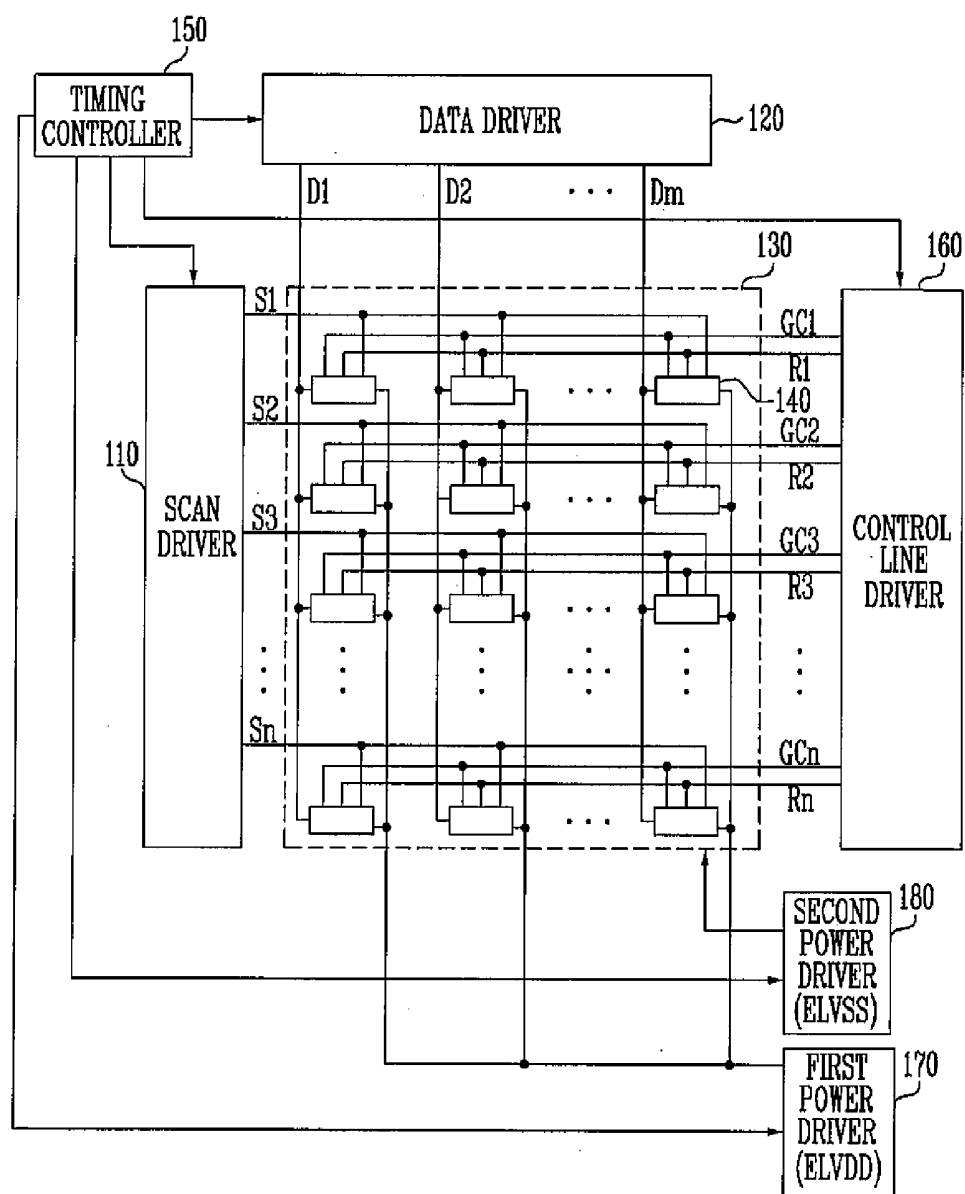 150
TIMING
CONTROLLER
DATA DRIVER
120
D1 D2 ... Dm
160
130
S1
GC1
R1
140
S2
GC2
110
R2
SCAN
DRIVER
S3
GC3
R3
CONTROL
LINE
DRIVER
Sn
GCn
Rn
SECOND
POWER
DRIVER
(ELVSS)
180
FIRST
POWER
DRIVER
(ELVDD)
170